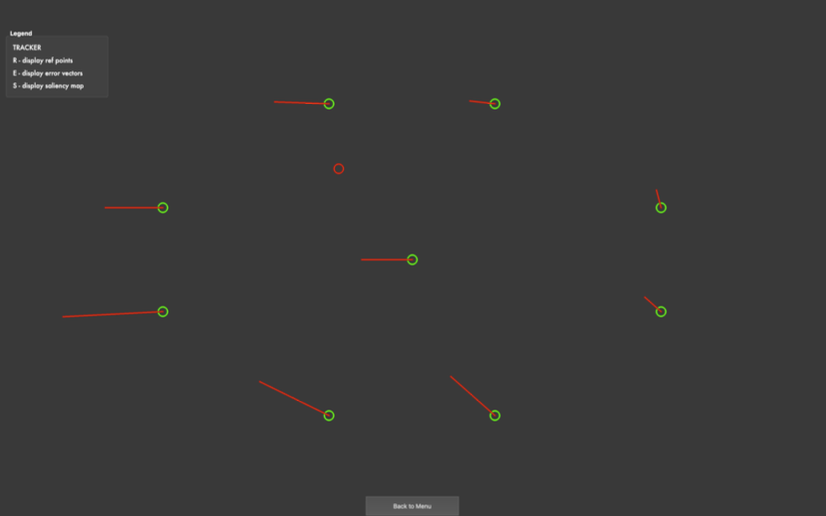 Legend
TRACKER
R - display ref points
E - display error vectors
S - display saliency map
Back to Menu